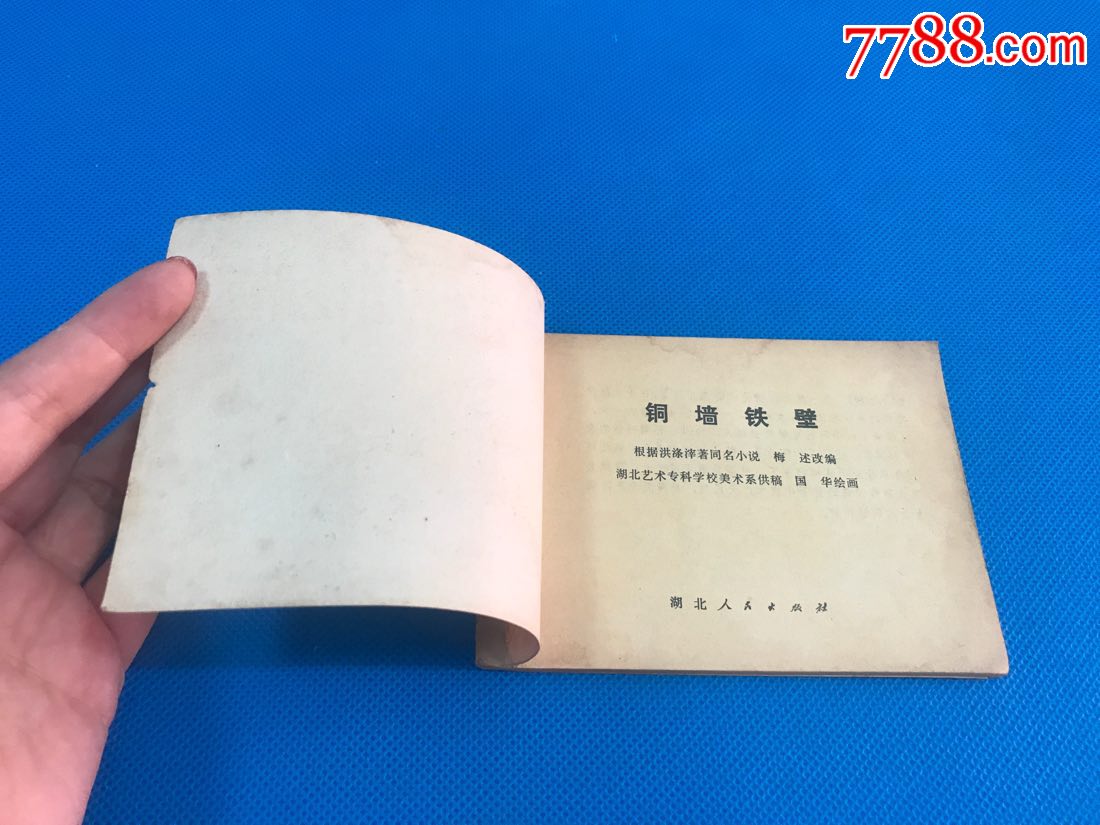 7788.com
铜墙铁壁
根据洪涤滓著同名小说 梅 述改编
湖北艺术专科学校美术系供稿 国 华绘画
湖北人民出版社